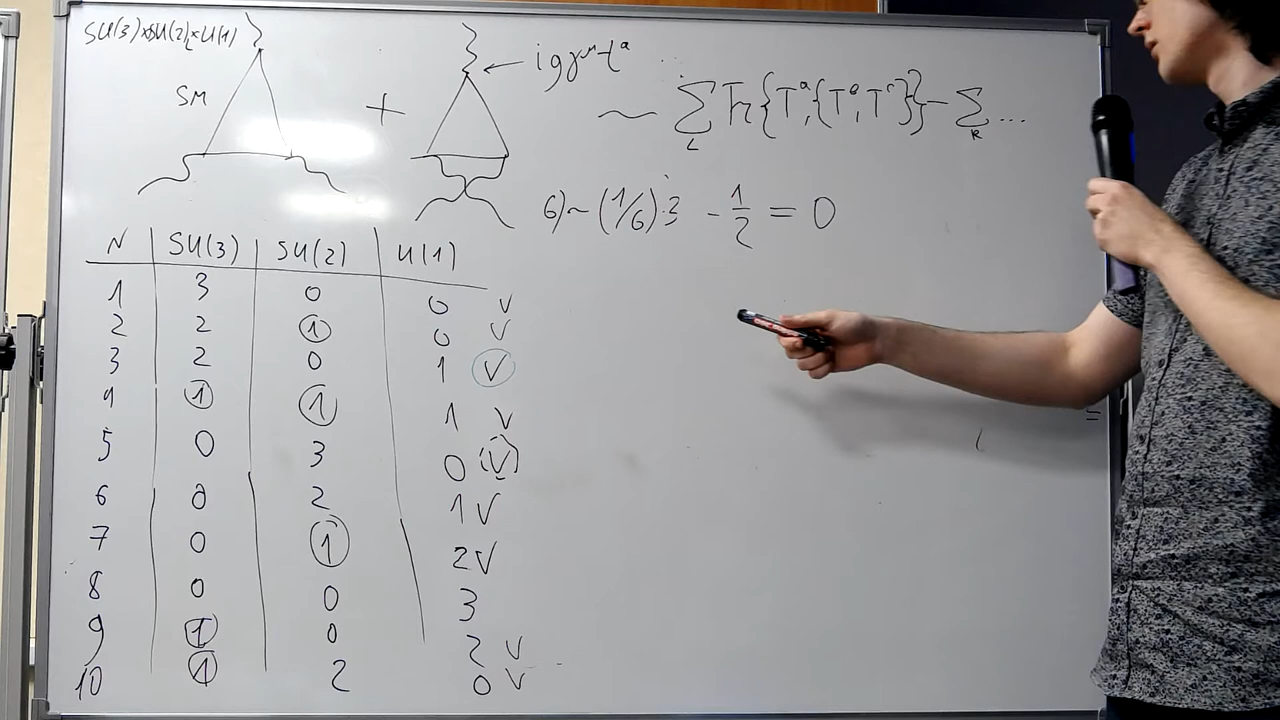 SU(3)×SU(2)_L×U(1)
SM + ← igγ^μ t^a
~ Σ_L Tr{T^a,{T^b,T^c}} - Σ_R ...
6) ~ (1/6)·3 - 1/2 = 0
N | SU(3) | SU(2) | U(1)
1 3 0 0 v
2 2 1 0 v
3 2 0 1 v
4 1 1 1 v
5 0 3 0 (v)
6 0 2 1 v
7 0 1 2 v
8 0 0 3
9 1 0 2 v
10 1 2 0 v